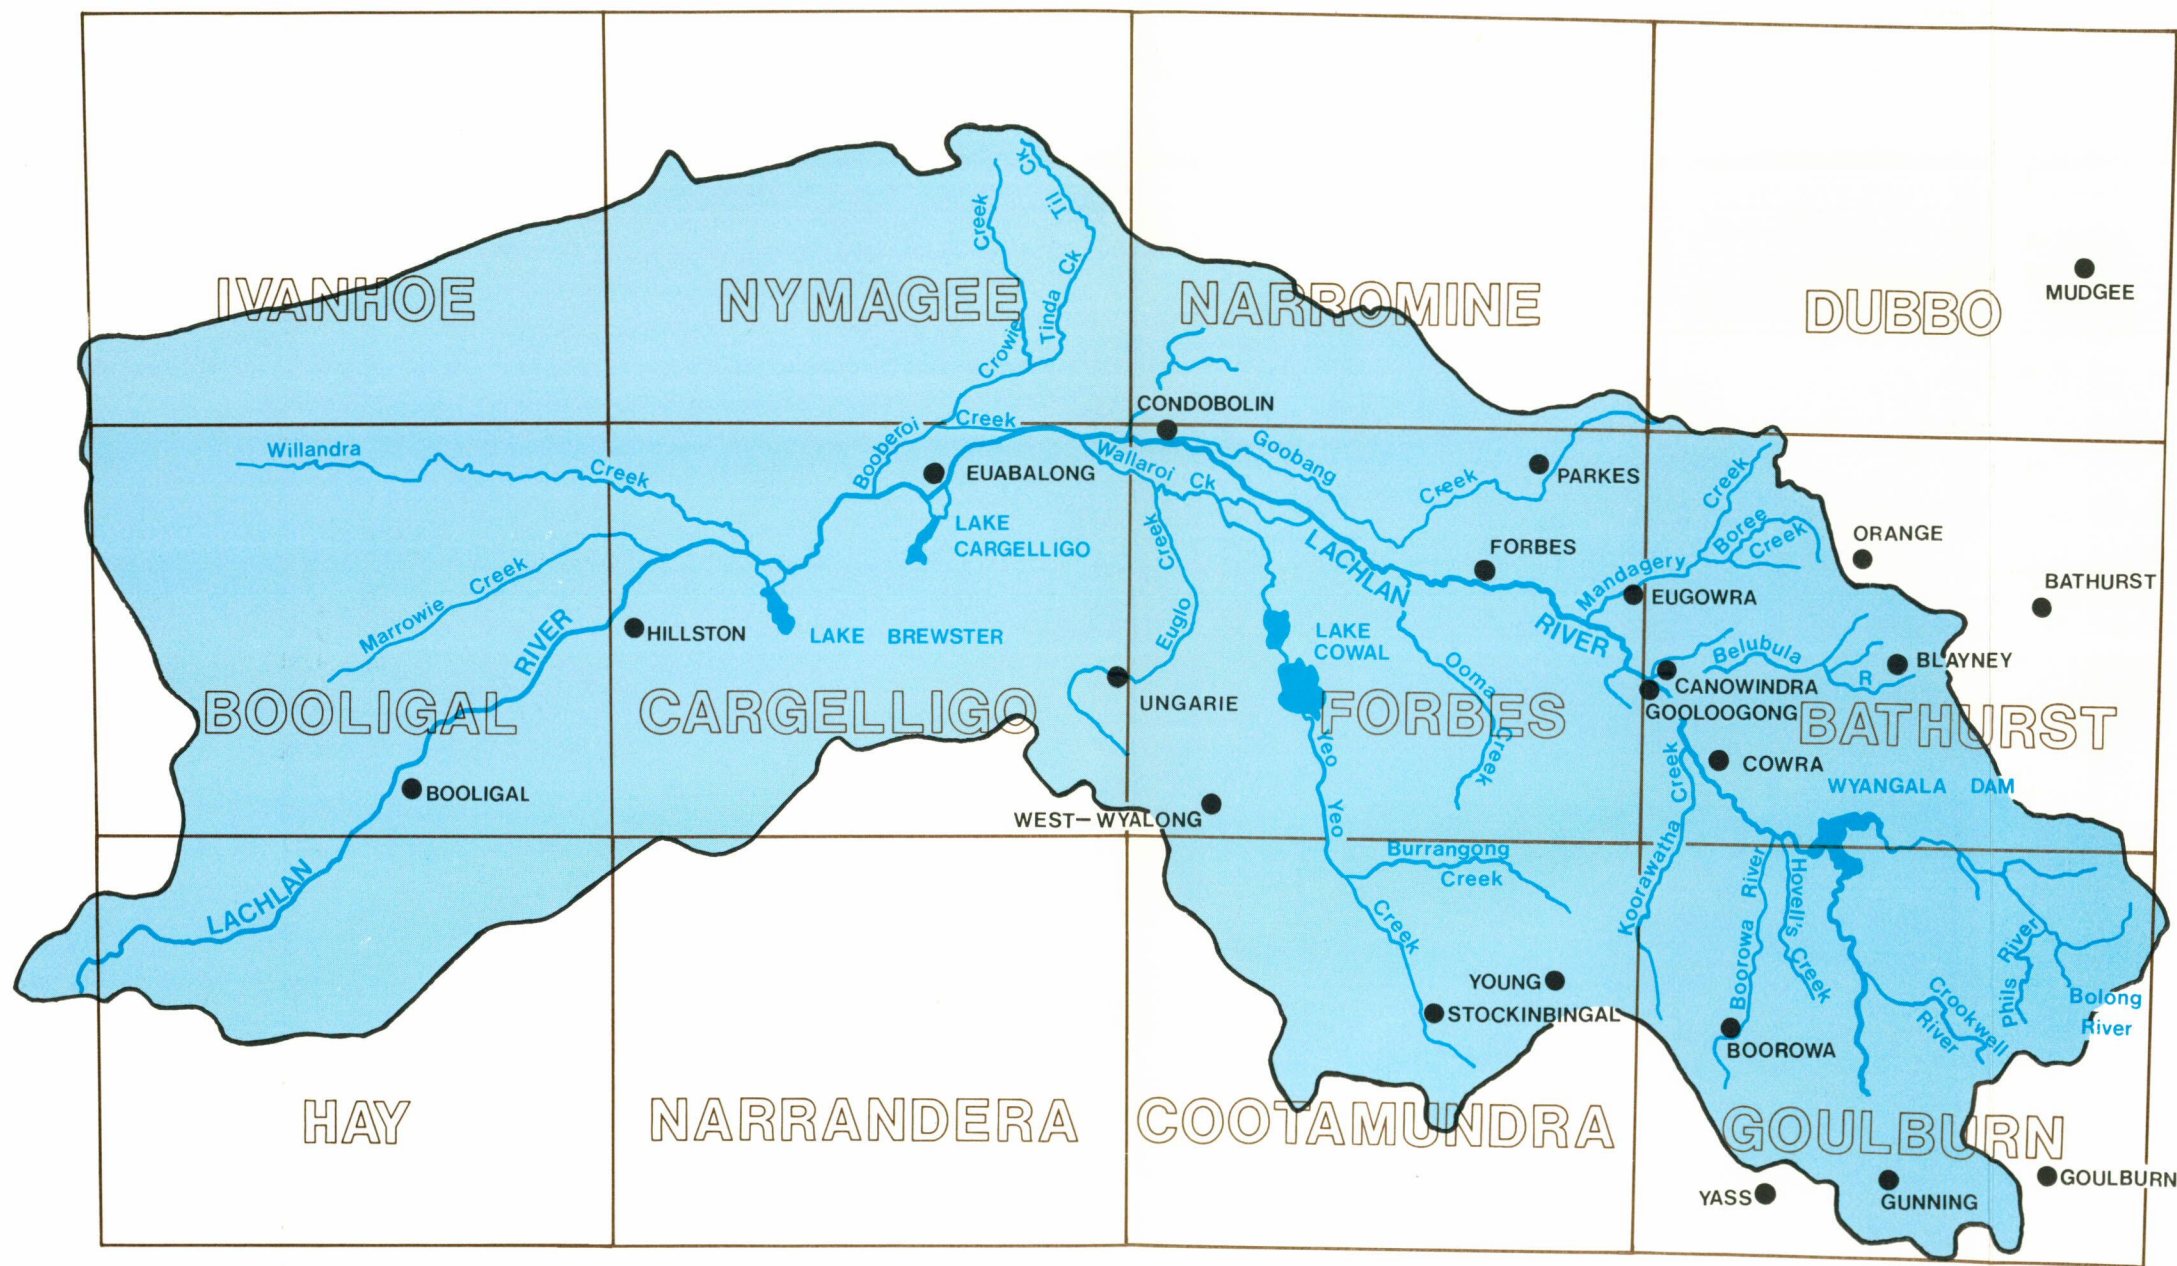 IVANHOE
NYMAGEE
NARROMINE
DUBBO
MUDGEE
Creek
Crowie
Til Ck
Tinda Ck
CONDOBOLIN
Willandra
Creek
Booberoi
Creek
EUABALONG
Wallaroi Ck
Goobang
Creek
PARKES
LAKE
CARGELLIGO
Creek
Euglo
LACHLAN
RIVER
FORBES
Mandagery
Creek
Boree
Creek
ORANGE
BATHURST
EUGOWRA
Marrowie Creek
RIVER
HILLSTON
LAKE BREWSTER
LAKE
COWAL
Ooma
Creek
Belubula
R
BLAYNEY
CANOWINDRA
GOOLOOGONG
UNGARIE
BOOLIGAL
CARGELLIGO
FORBES
BATHURST
BOOLIGAL
Yeo
Yeo
Creek
COWRA
WYANGALA DAM
WEST-WYALONG
Burrangong
Creek
Koorawatha Creek
Boorowa River
Hovell's
Creek
LACHLAN
YOUNG
STOCKINBINGAL
BOOROWA
Crookwell
River
Phils River
Bolong
River
HAY
NARRANDERA
COOTAMUNDRA
GOULBURN
YASS
GUNNING
GOULBURN